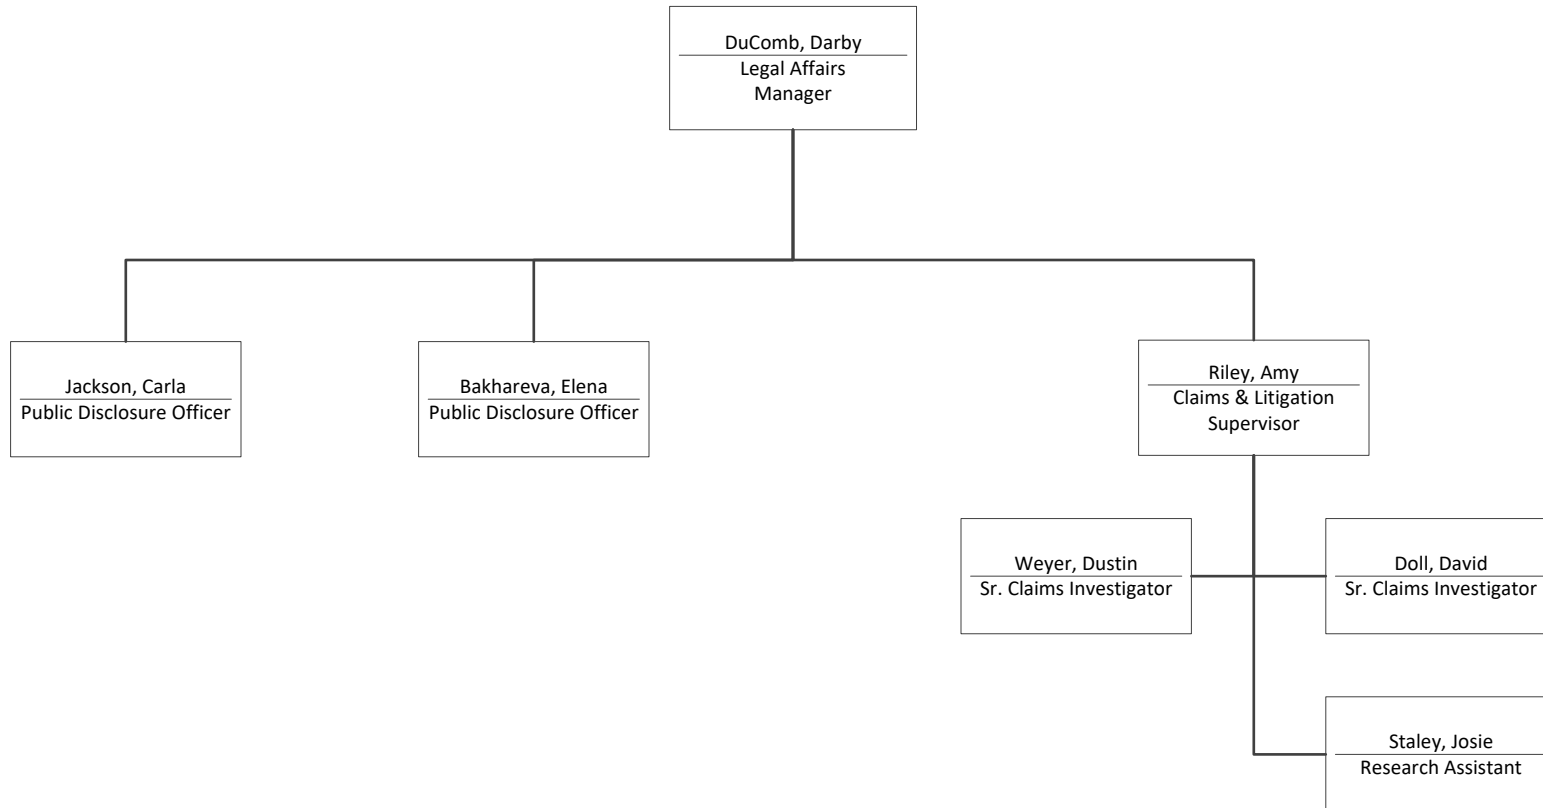 DuComb, Darby
Legal Affairs
Manager
Jackson, Carla
Public Disclosure Officer
Bakhareva, Elena
Public Disclosure Officer
Riley, Amy
Claims & Litigation
Supervisor
Weyer, Dustin
Sr. Claims Investigator
Doll, David
Sr. Claims Investigator
Staley, Josie
Research Assistant